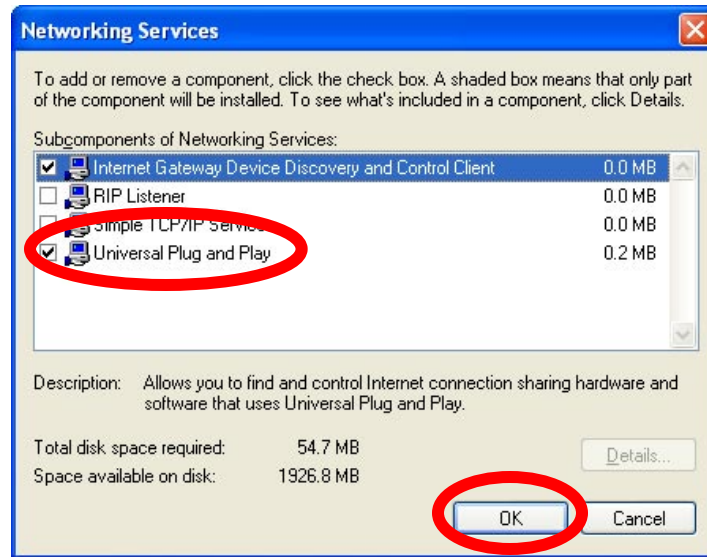 Networking Services
To add or remove a component, click the check box. A shaded box means that only part
of the component will be installed. To see what's included in a component, click Details.
Subcomponents of Networking Services:
Internet Gateway Device Discovery and Control Client 0.0 MB
RIP Listener 0.0 MB
Simple TCP/IP Services 0.0 MB
Universal Plug and Play 0.2 MB
Description: Allows you to find and control Internet connection sharing hardware and
software that uses Universal Plug and Play.
Total disk space required: 54.7 MB
Details...
Space available on disk: 1926.8 MB
OK Cancel